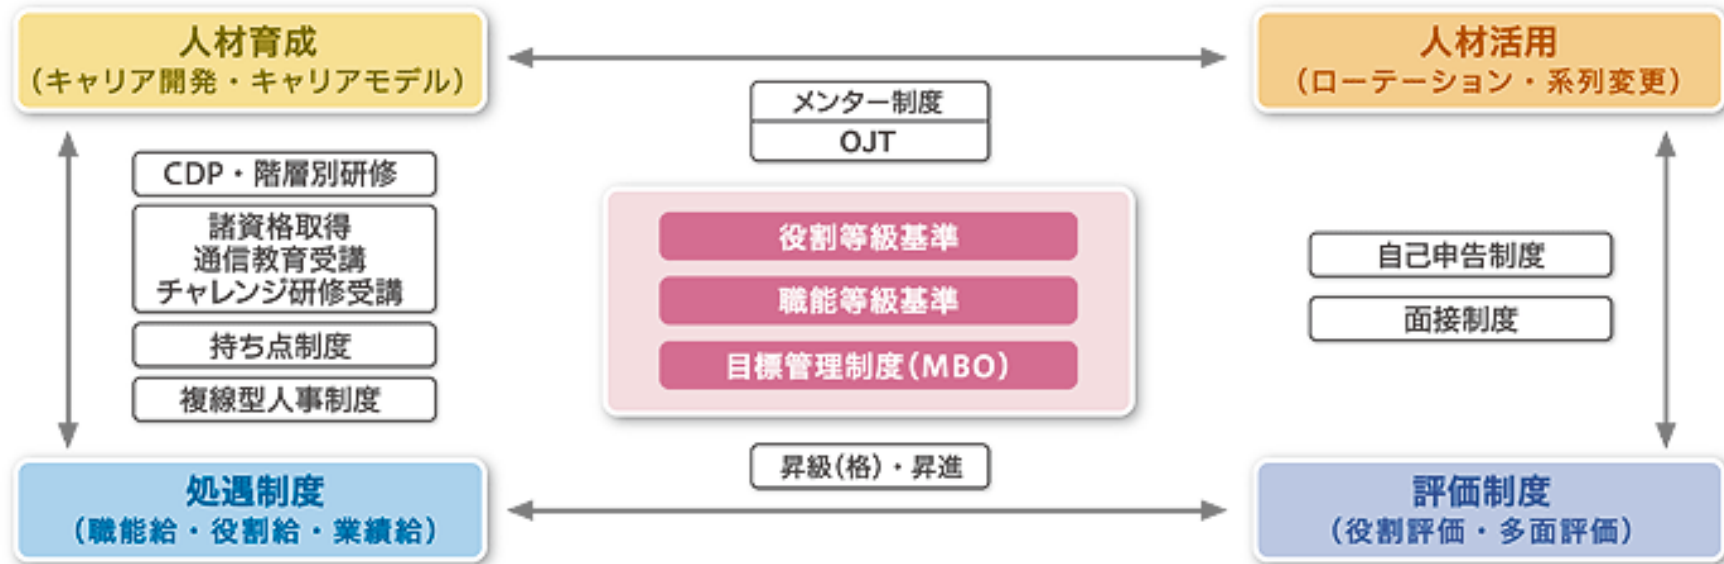 人材育成
(キャリア開発・キャリアモデル)
人材活用
(ローテーション・系列変更)
メンター制度
OJT
CDP・階層別研修
諸資格取得
通信教育受講
チャレンジ研修受講
持ち点制度
複線型人事制度
役割等級基準
職能等級基準
目標管理制度(MBO)
自己申告制度
面接制度
昇級(格)・昇進
処遇制度
(職能給・役割給・業績給)
評価制度
(役割評価・多面評価)